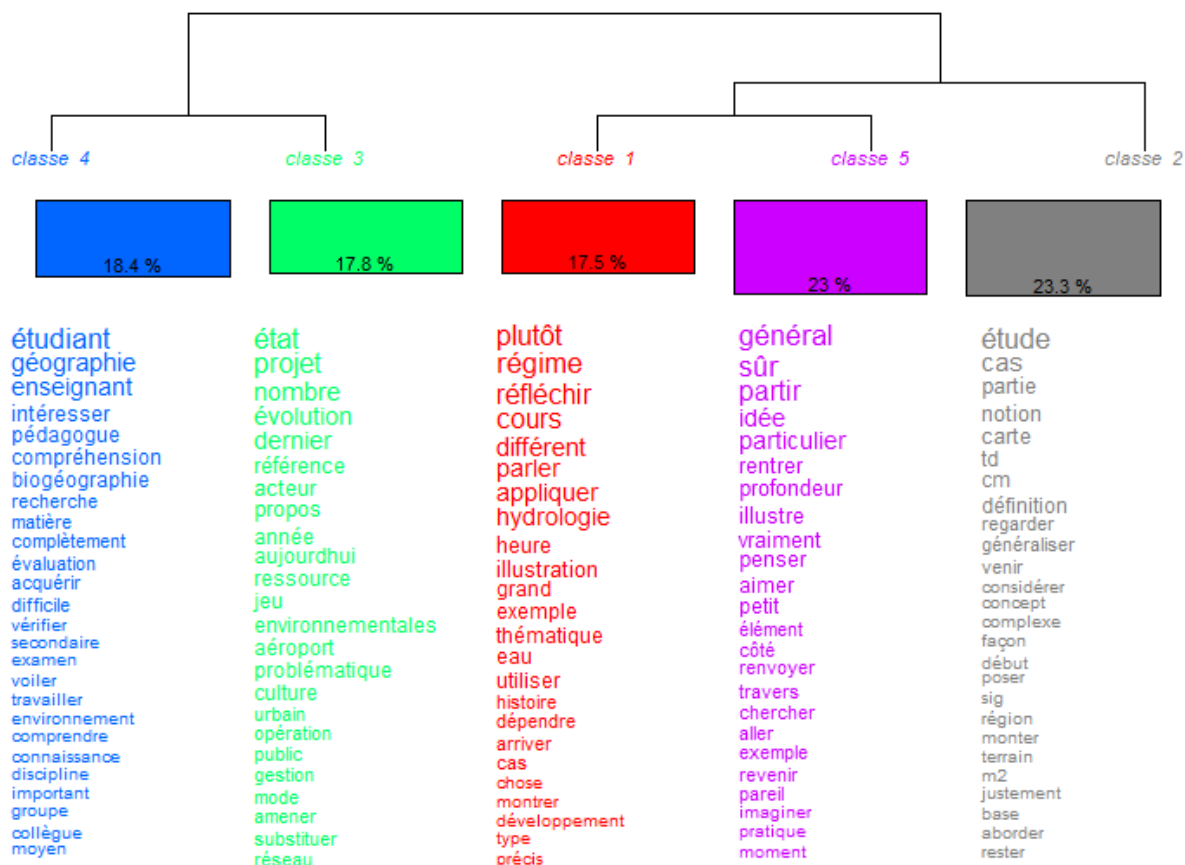 classe 4
classe 3
classe 1
classe 5
classe 2
18.4 %
17.8 %
17.5 %
23 %
23.3 %
étudiant
géographie
enseignant
intéresser
pédagogue
compréhension
biogéographie
recherche
matière
complètement
évaluation
acquérir
difficile
vérifier
secondaire
examen
voiler
travailler
environnement
comprendre
connaissance
discipline
important
groupe
collègue
moyen
état
projet
nombre
évolution
dernier
référence
acteur
propos
année
aujourdhui
ressource
jeu
environnementales
aéroport
problématique
culture
urbain
opération
public
gestion
mode
amener
substituer
réseau
plutôt
régime
réfléchir
cours
différent
parler
appliquer
hydrologie
heure
illustration
grand
exemple
thématique
eau
utiliser
histoire
dépendre
arriver
cas
chose
montrer
développement
type
précis
général
sûr
partir
idée
particulier
rentrer
profondeur
illustre
vraiment
penser
aimer
petit
élément
côté
renvoyer
travers
chercher
aller
exemple
revenir
pareil
imaginer
pratique
moment
étude
cas
partie
notion
carte
td
cm
définition
regarder
généraliser
venir
considérer
concept
complexe
façon
début
poser
sig
région
monter
terrain
m2
justement
base
aborder
rester